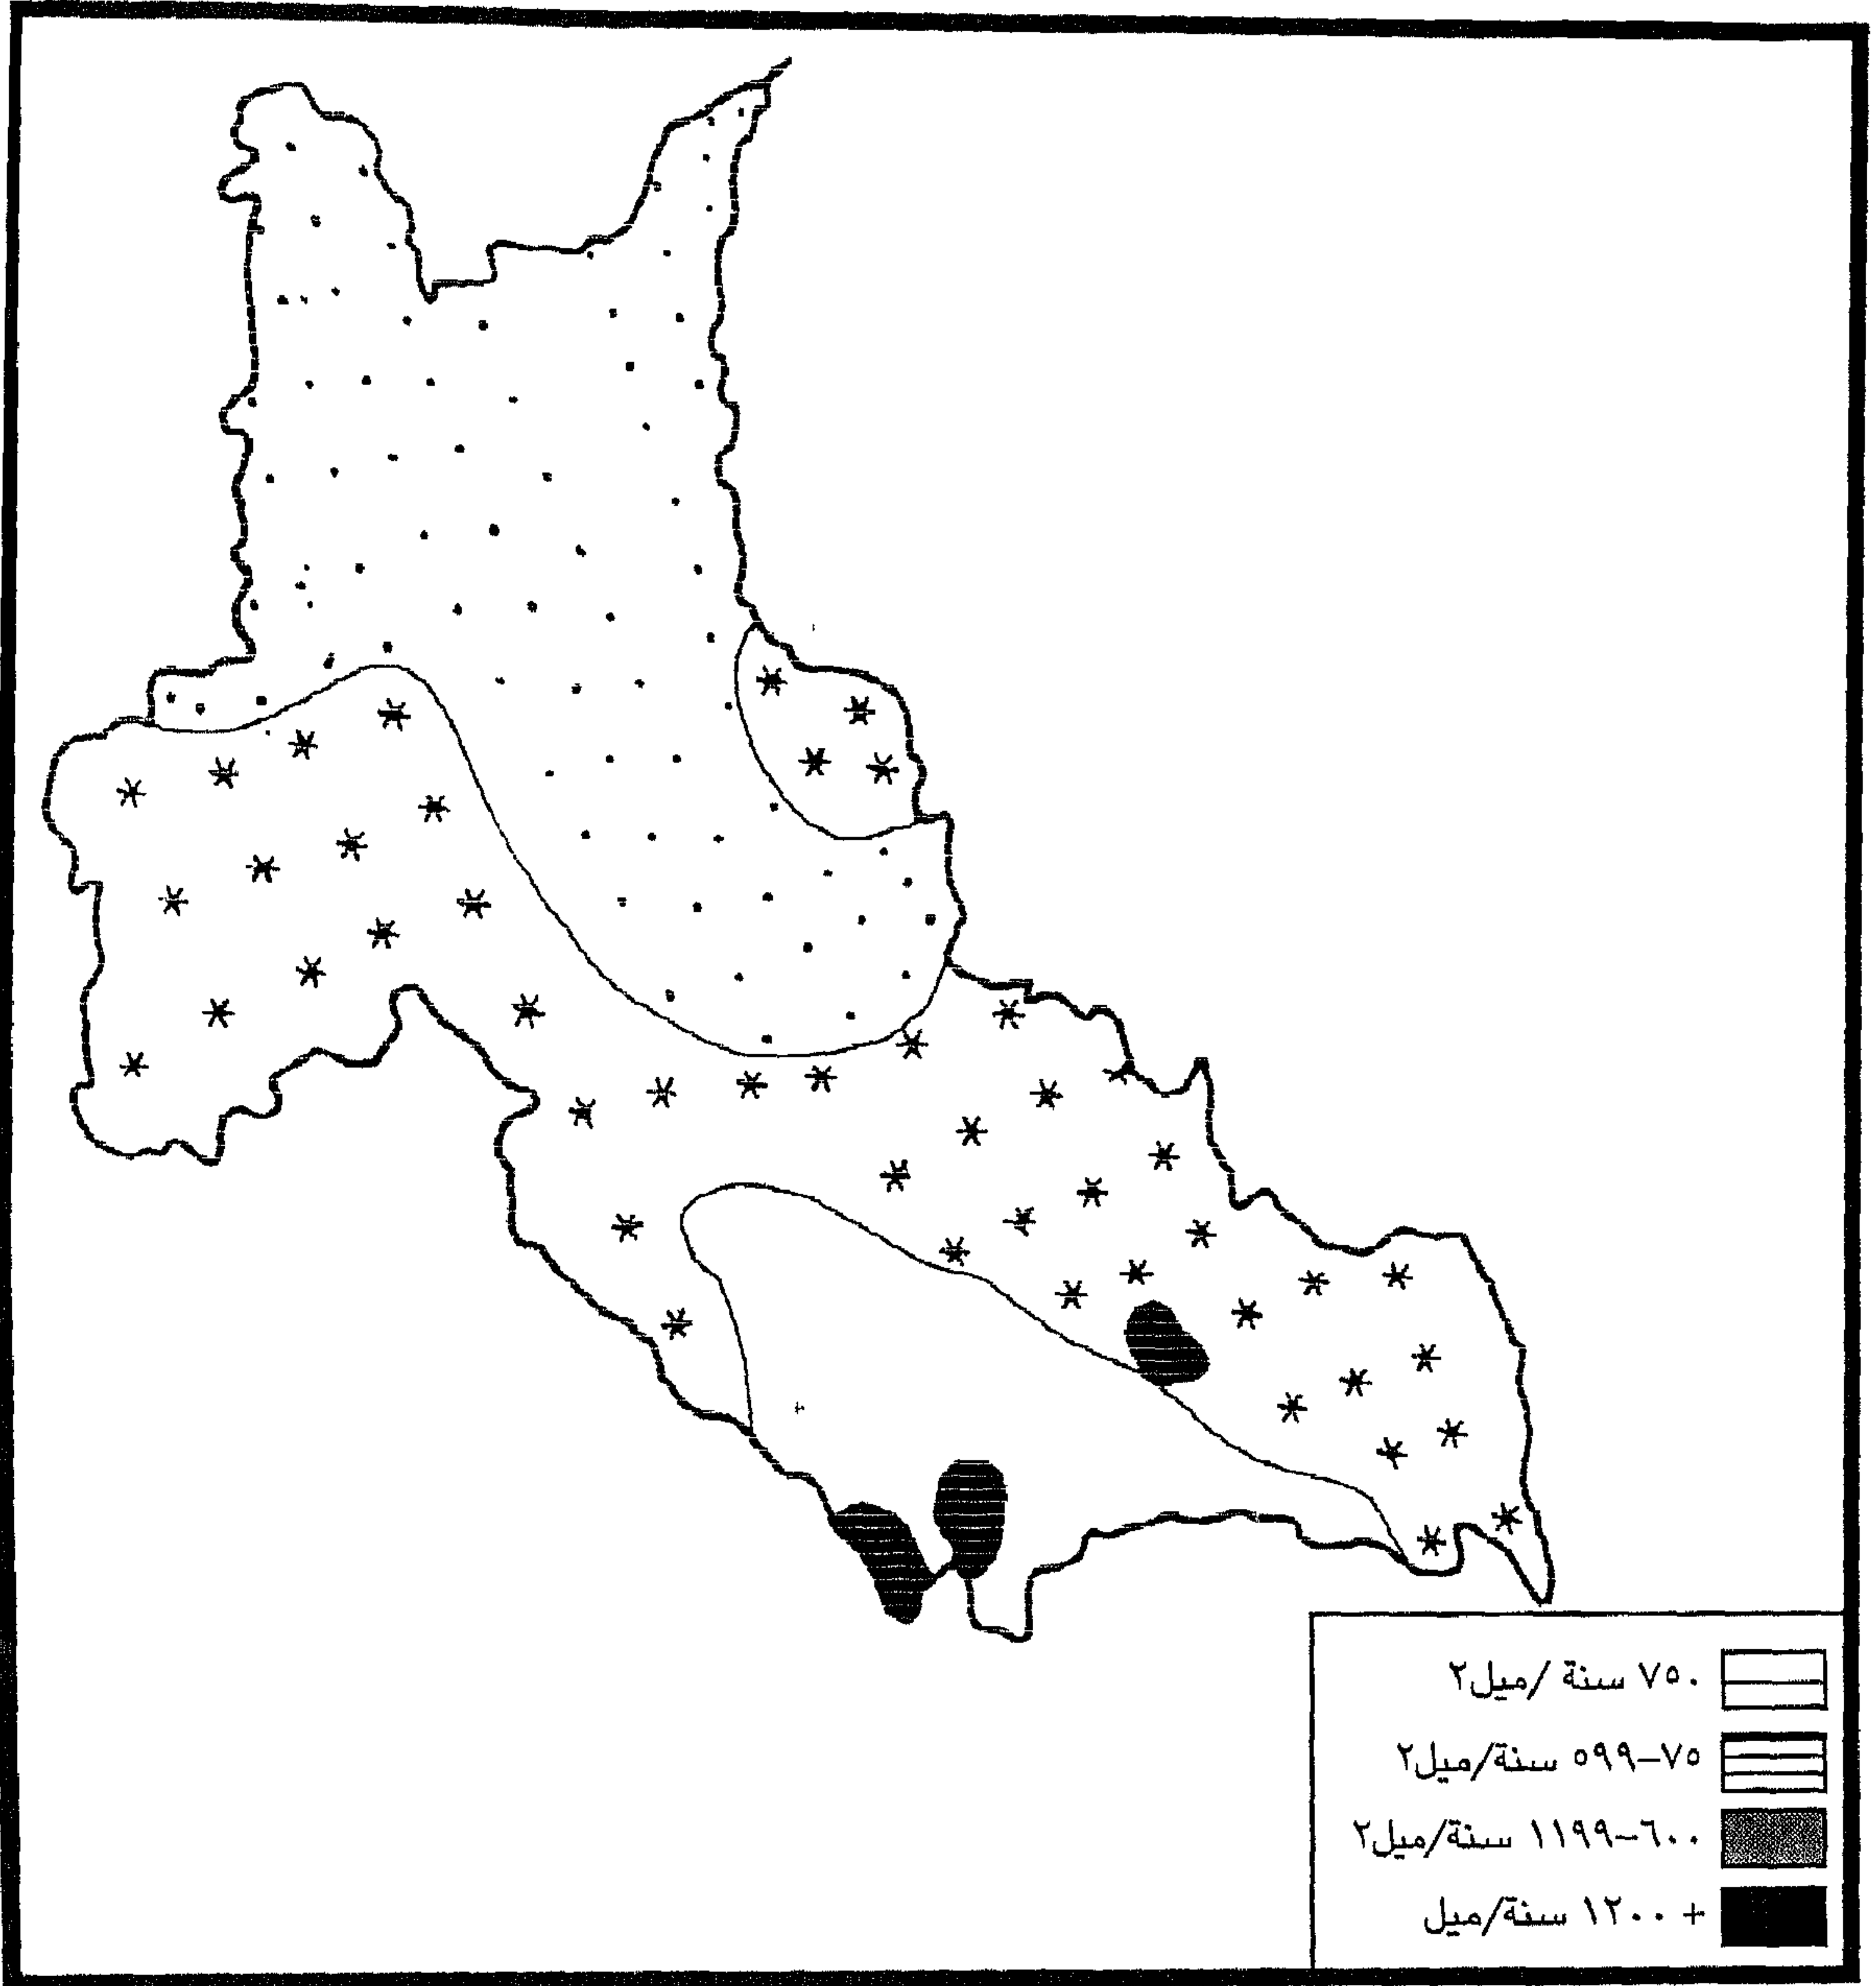 ٧٥٠ سنة /ميل٢
٧٥–٥٩٩ سنة/ميل٢
٦٠٠–١١٩٩ سنة/ميل٢
+ ١٢٠٠ سنة/ميل